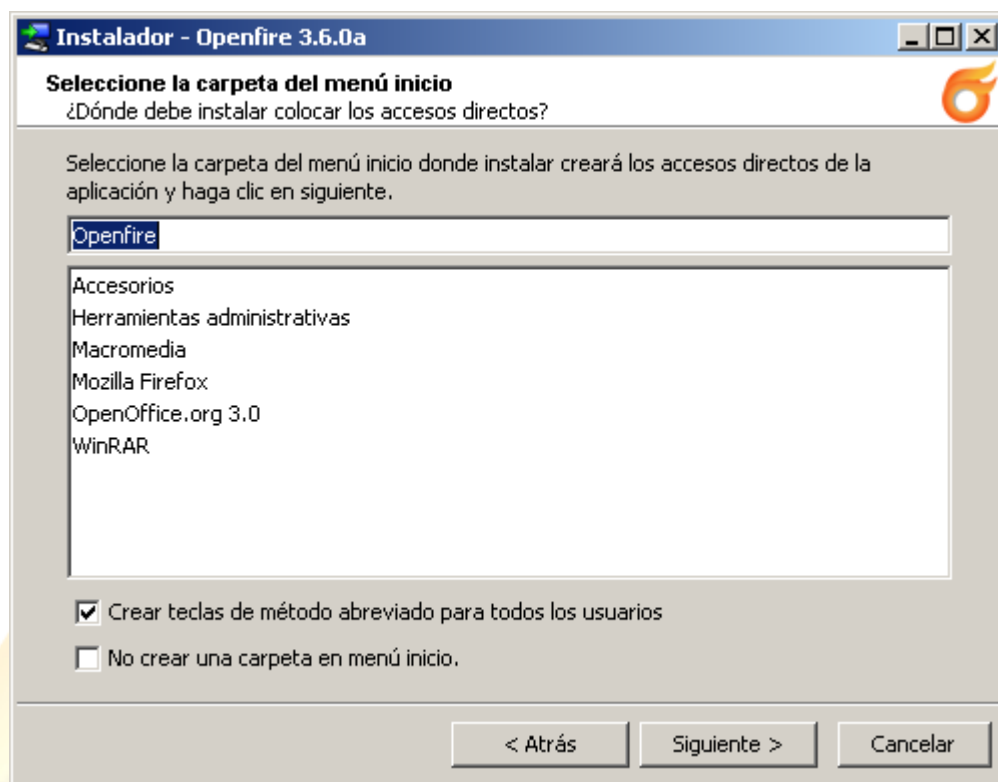 Instalador - Openfire 3.6.0a
Seleccione la carpeta del menú inicio
¿Dónde debe instalar colocar los accesos directos?
Seleccione la carpeta del menú inicio donde instalar creará los accesos directos de la
aplicación y haga clic en siguiente.
Openfire
Accesorios
Herramientas administrativas
Macromedia
Mozilla Firefox
OpenOffice.org 3.0
WinRAR
Crear teclas de método abreviado para todos los usuarios
No crear una carpeta en menú inicio.
< Atrás Siguiente > Cancelar